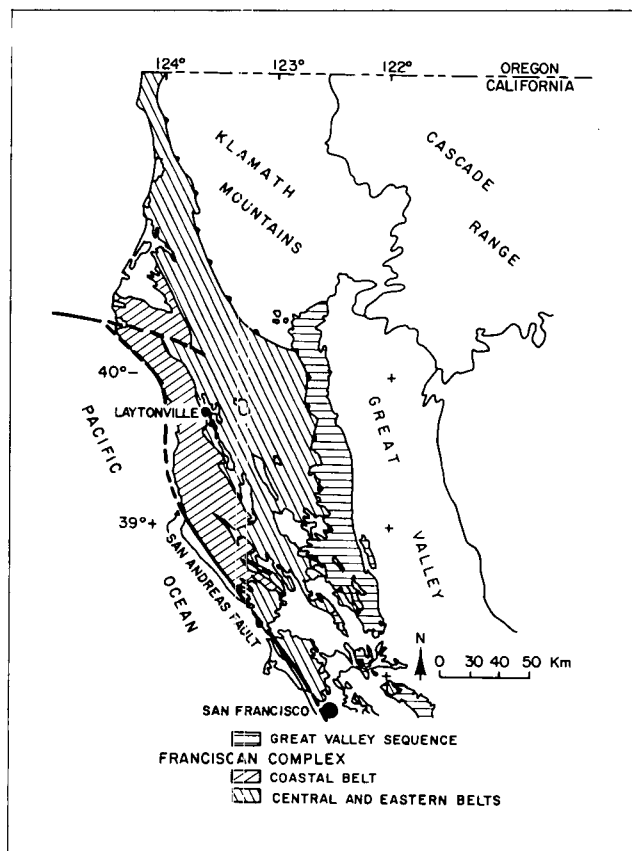 124° 123° 122° OREGON
CALIFORNIA
KLAMATH
MOUNTAINS
CASCADE
RANGE
40°
LAYTONVILLE
PACIFIC
OCEAN
39°+
SAN ANDREAS FAULT
GREAT
VALLEY
N
0 30 40 50 Km
SAN FRANCISCO
GREAT VALLEY SEQUENCE
FRANCISCAN COMPLEX
COASTAL BELT
CENTRAL AND EASTERN BELTS